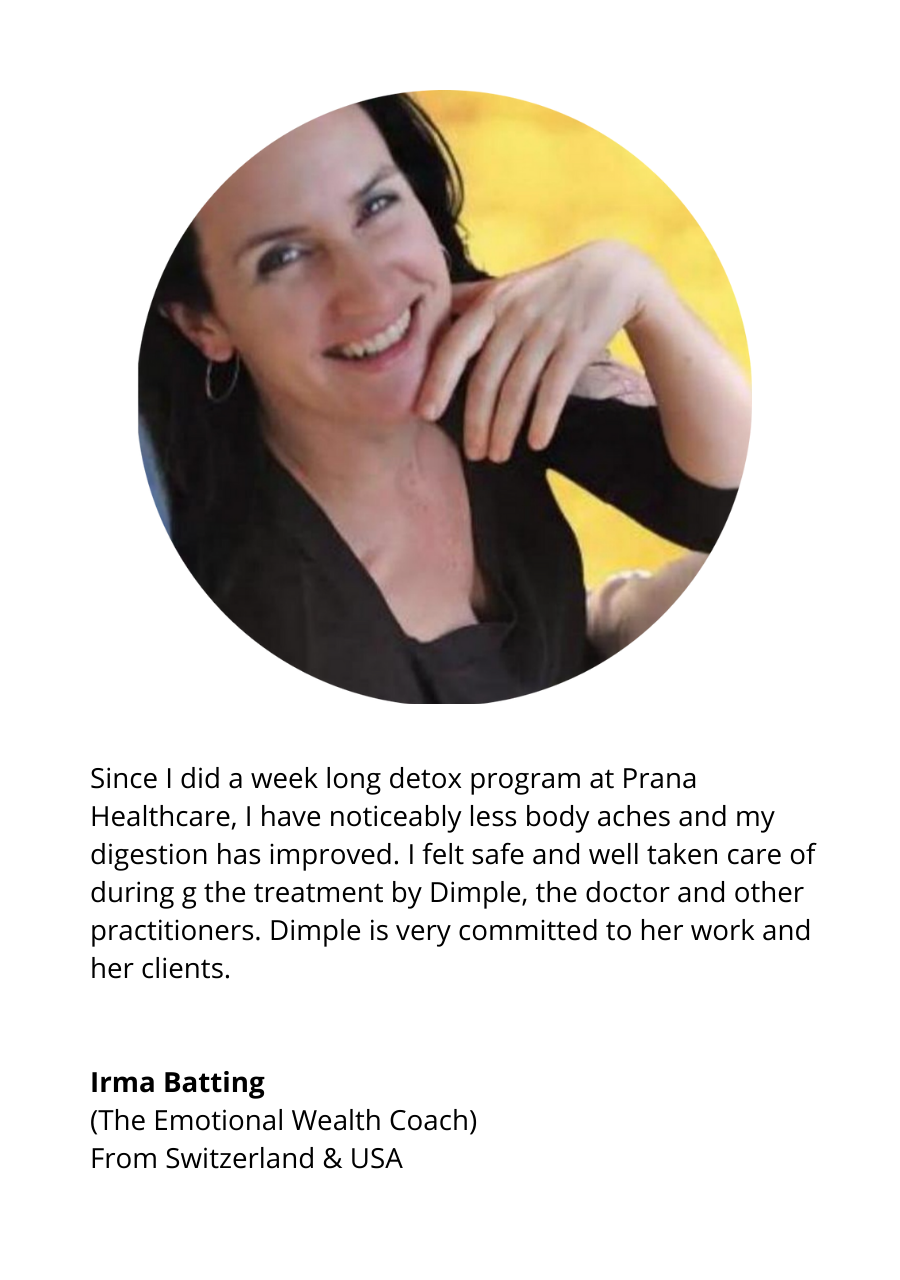 Since I did a week long detox program at Prana
Healthcare, I have noticeably less body aches and my
digestion has improved. I felt safe and well taken care of
during g the treatment by Dimple, the doctor and other
practitioners. Dimple is very committed to her work and
her clients.
Irma Batting
(The Emotional Wealth Coach)
From Switzerland & USA